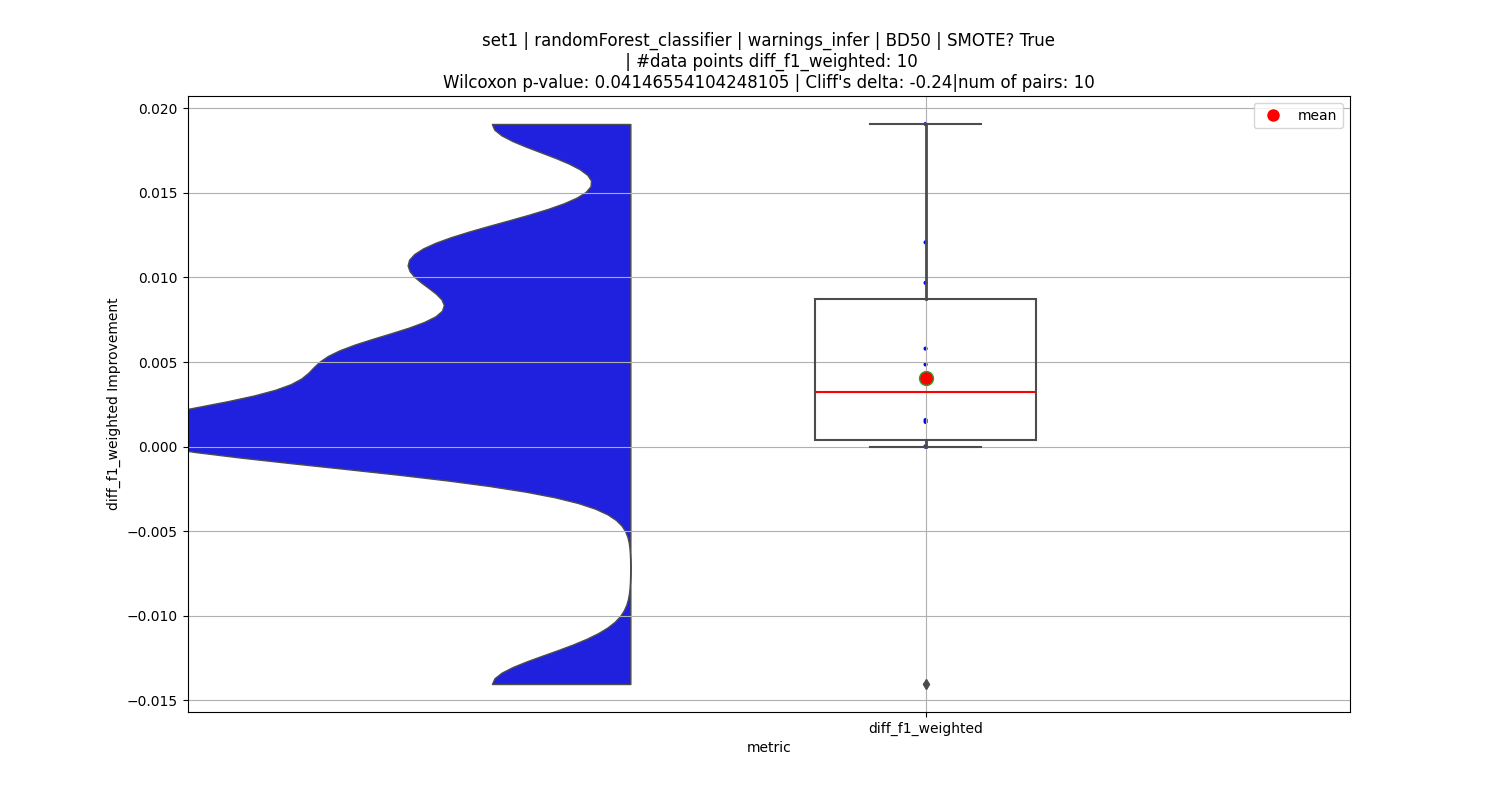 set1 | randomForest_classifier | warnings_infer | BD50 | SMOTE? True
| #data points diff_f1_weighted: 10
Wilcoxon p-value: 0.04146554104248105 | Cliff's delta: -0.24|num of pairs: 10
mean
0.020
0.015
0.010
0.005
0.000
−0.005
−0.010
−0.015
diff_f1_weighted Improvement
diff_f1_weighted
metric